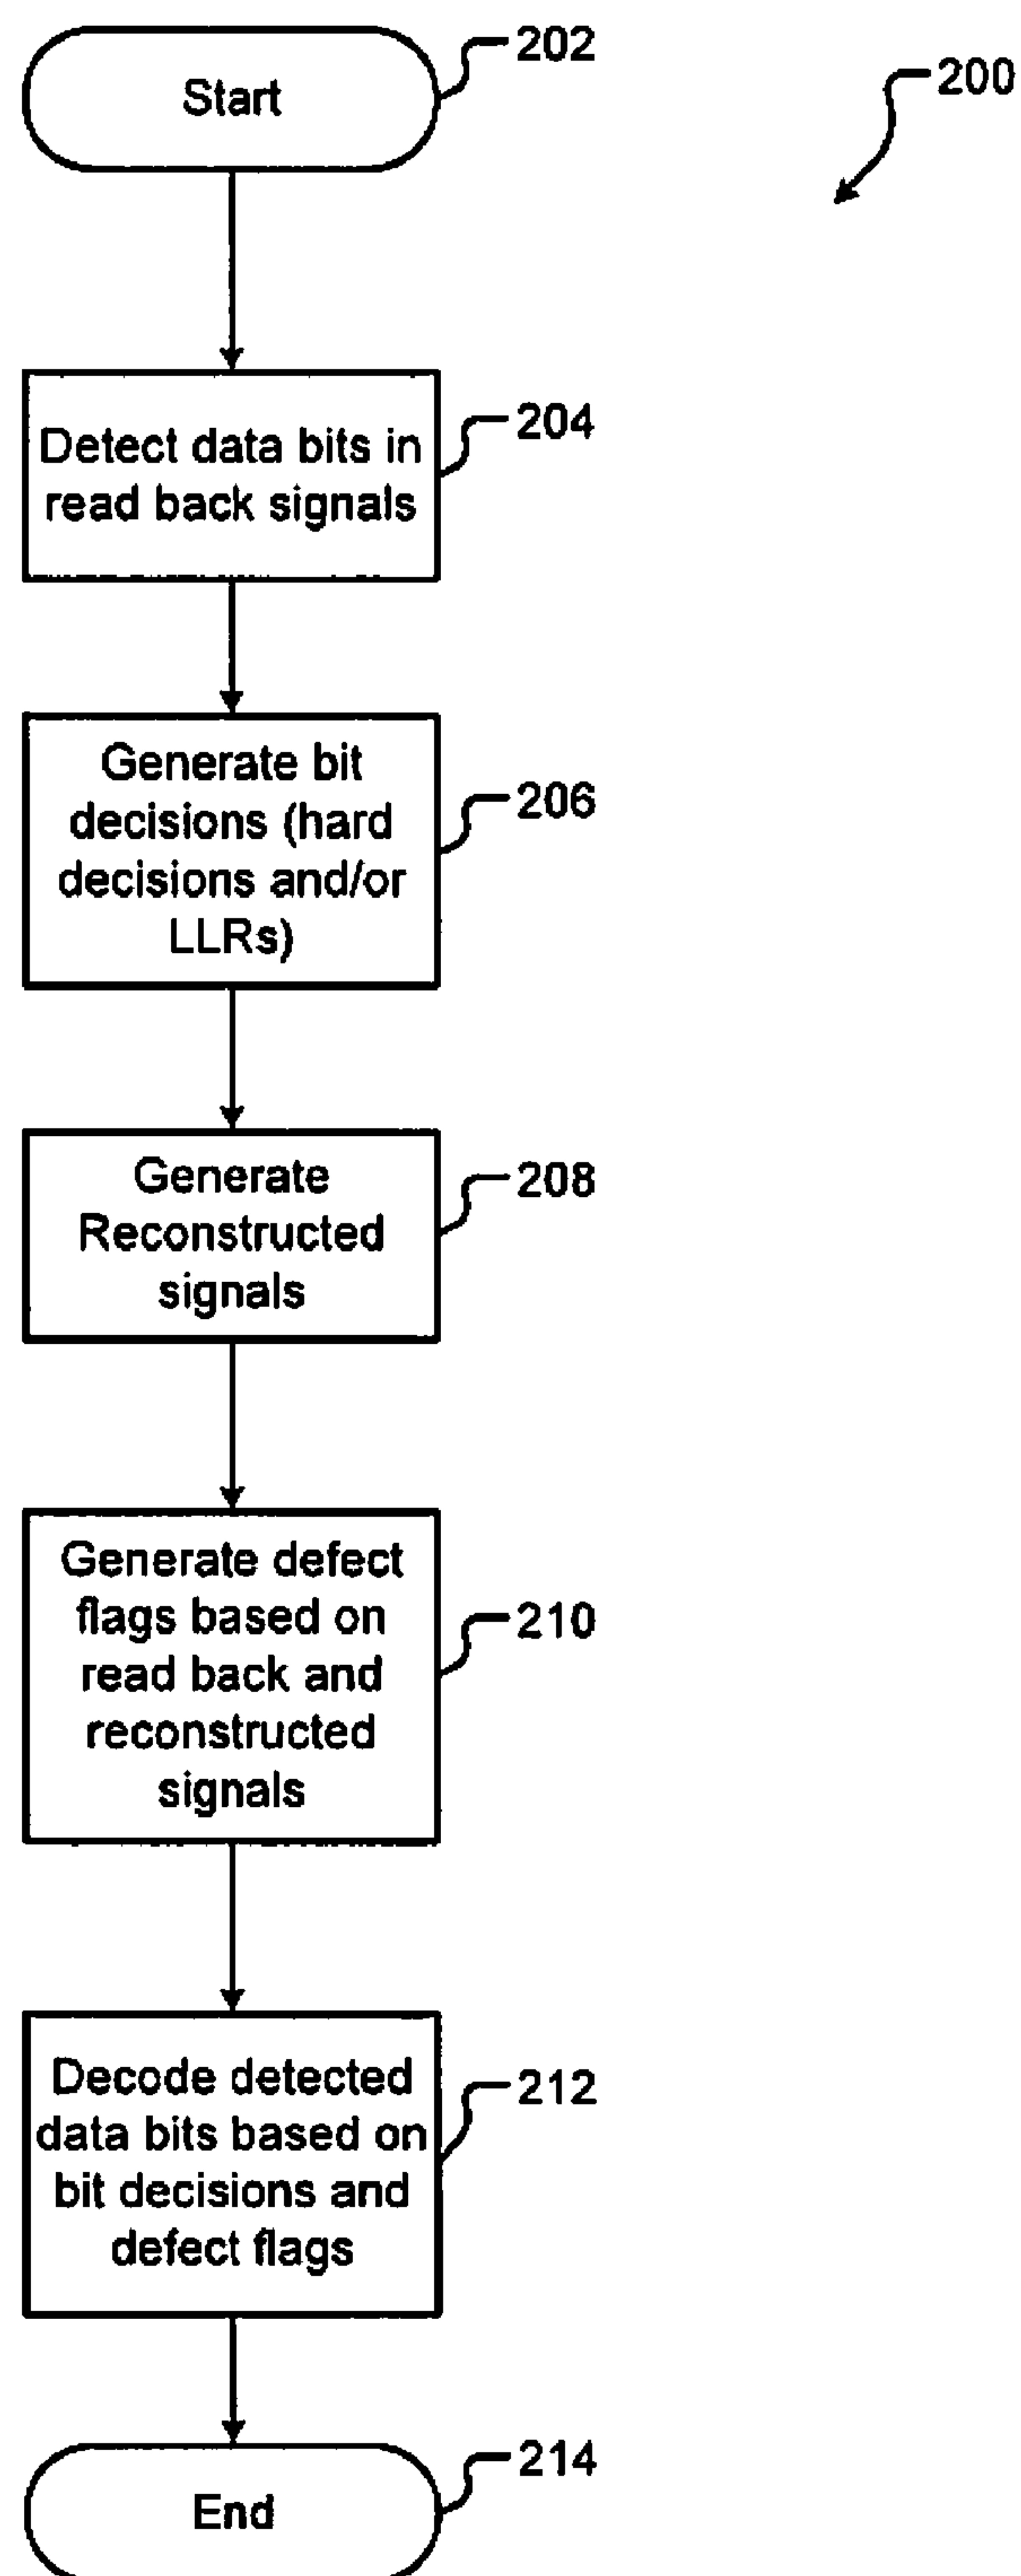 Start
202
200
Detect data bits in
read back signals
204
Generate bit
decisions (hard
decisions and/or
LLRs)
206
Generate
Reconstructed
signals
208
Generate defect
flags based on
read back and
reconstructed
signals
210
Decode detected
data bits based on
bit decisions and
defect flags
212
End
214